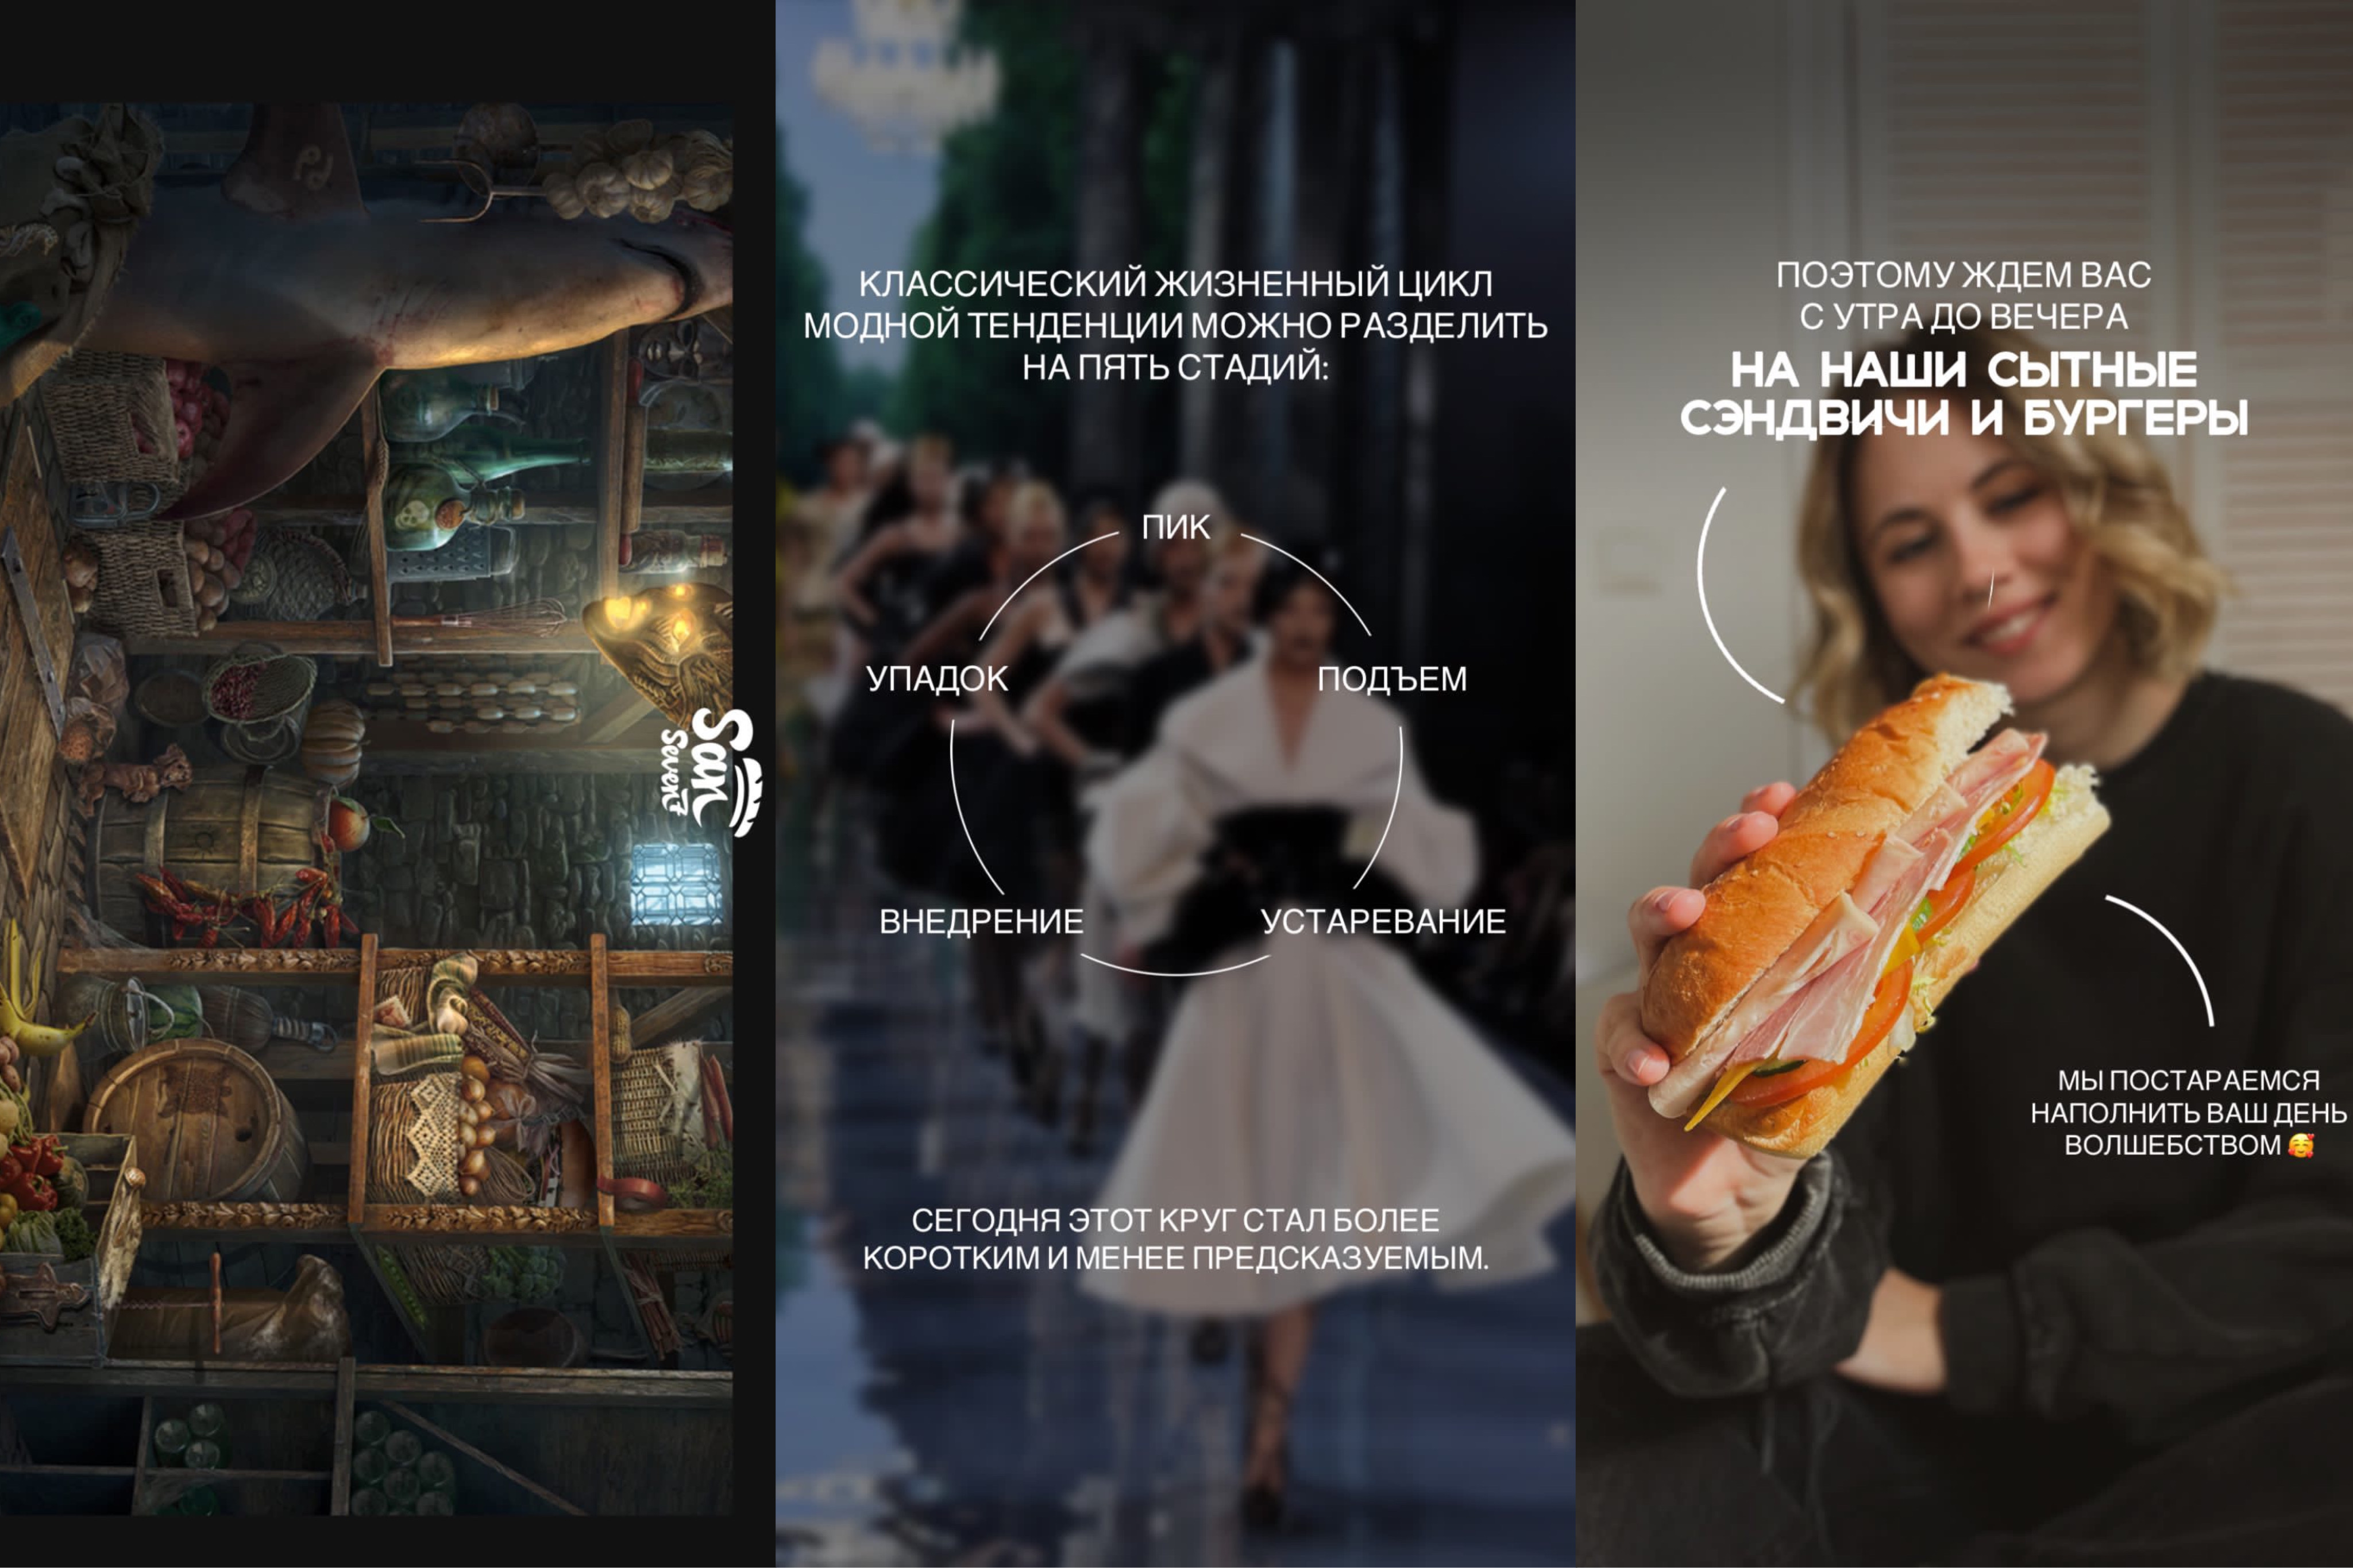 San
Seven7
КЛАССИЧЕСКИЙ ЖИЗНЕННЫЙ ЦИКЛ
МОДНОЙ ТЕНДЕНЦИИ МОЖНО РАЗДЕЛИТЬ
НА ПЯТЬ СТАДИЙ:
ПИК
УПАДОК
ПОДЪЕМ
ВНЕДРЕНИЕ
УСТАРЕВАНИЕ
СЕГОДНЯ ЭТОТ КРУГ СТАЛ БОЛЕЕ
КОРОТКИМ И МЕНЕЕ ПРЕДСКАЗУЕМЫМ.
ПОЭТОМУ ЖДЕМ ВАС
С УТРА ДО ВЕЧЕРА
НА НАШИ СЫТНЫЕ
СЭНДВИЧИ И БУРГЕРЫ
МЫ ПОСТАРАЕМСЯ
НАПОЛНИТЬ ВАШ ДЕНЬ
ВОЛШЕБСТВОМ 🥰